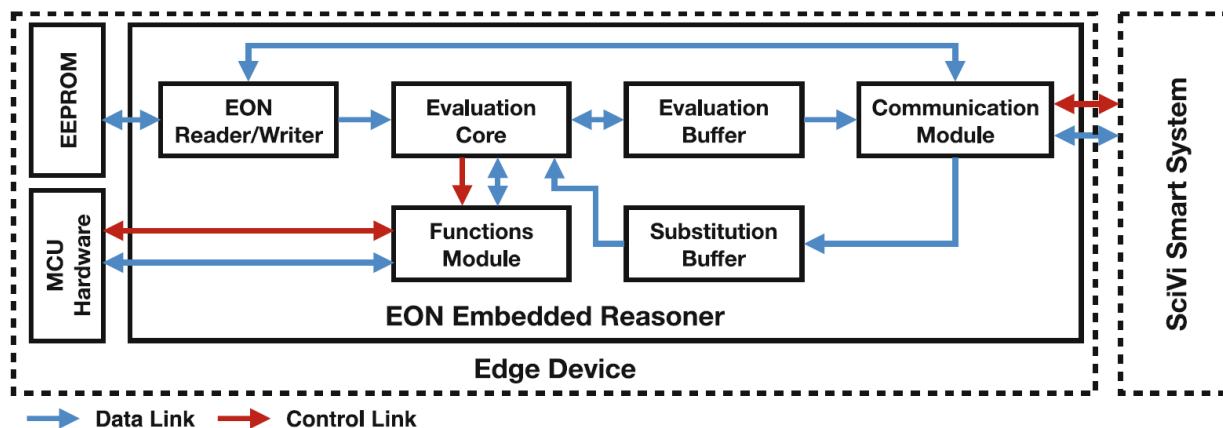 EEPROM
EON
Reader/Writer
Evaluation
Core
Evaluation
Buffer
Communication
Module
MCU
Hardware
Functions
Module
Substitution
Buffer
EON Embedded Reasoner
Edge Device
SciVi Smart System
Data Link
Control Link